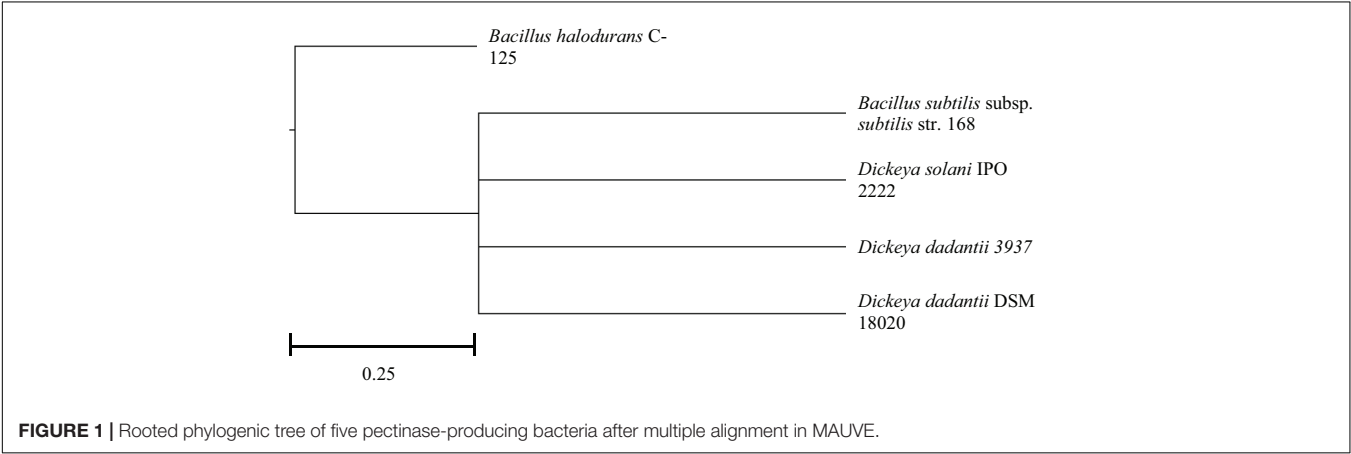 Bacillus halodurans C-
125
Bacillus subtilis subsp.
subtilis str. 168
Dickeya solani IPO
2222
Dickeya dadantii 3937
Dickeya dadantii DSM
18020
0.25
FIGURE 1 | Rooted phylogenic tree of five pectinase-producing bacteria after multiple alignment in MAUVE.